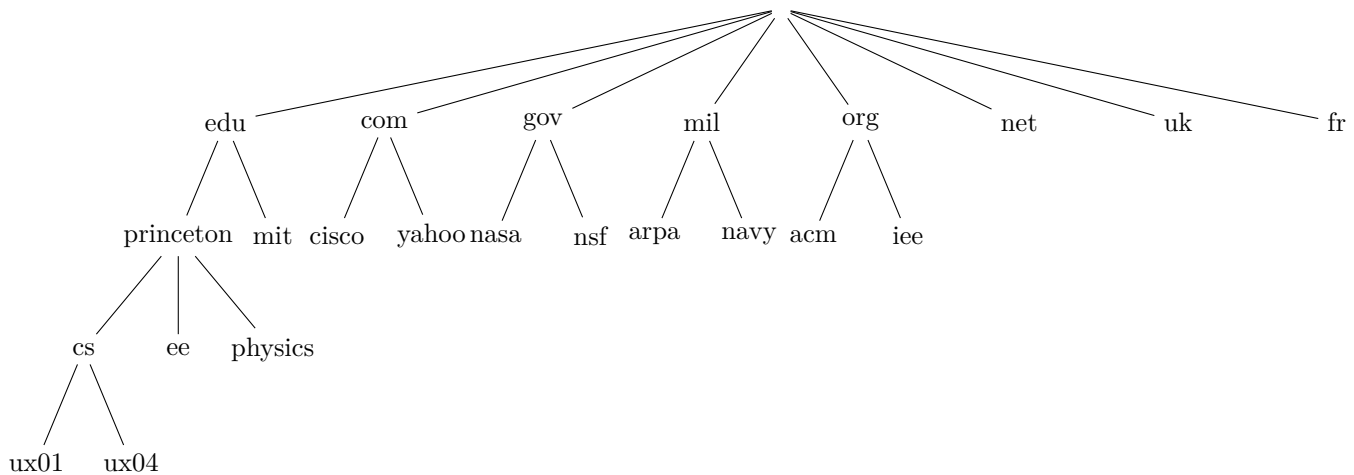 edu com gov mil org net uk fr
princeton mit cisco yahoo nasa nsf arpa navy acm iee
cs ee physics
ux01 ux04